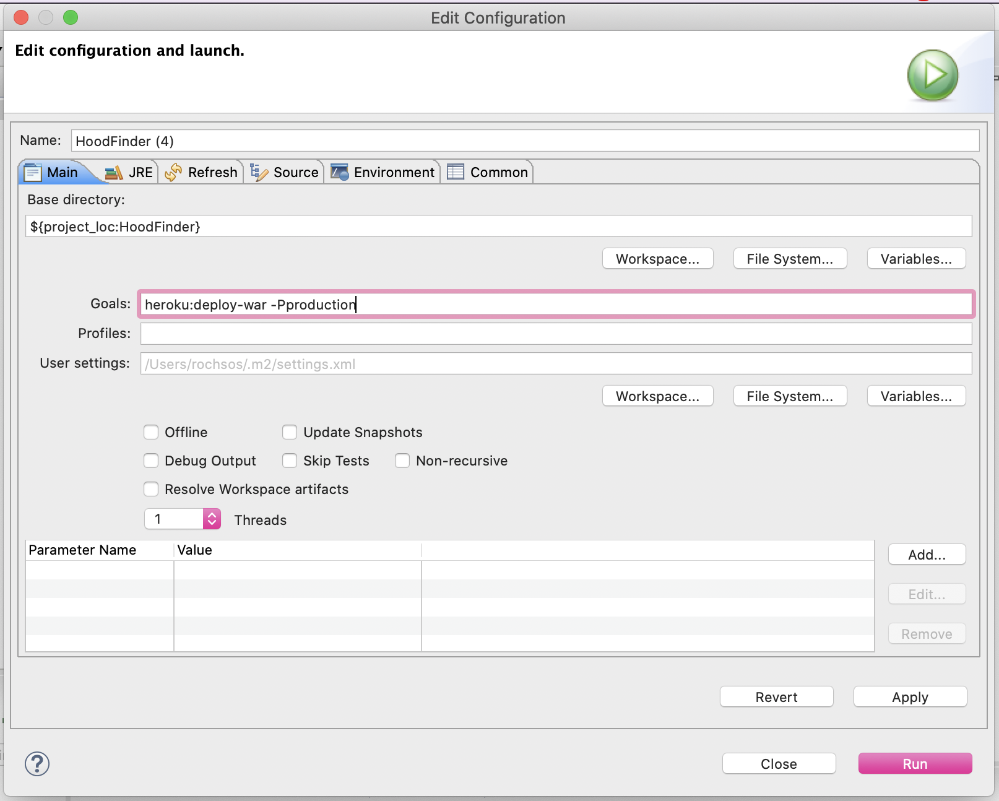 Edit Configuration
Edit configuration and launch.
Name: HoodFinder (4)
Main JRE Refresh Source Environment Common
Base directory:
${project_loc:HoodFinder}
Workspace... File System... Variables...
Goals: heroku:deploy-war -Pproduction
Profiles:
User settings: /Users/rochsos/.m2/settings.xml
Workspace... File System... Variables...
Offline Update Snapshots
Debug Output Skip Tests Non-recursive
Resolve Workspace artifacts
1 Threads
Parameter Name Value
Add...
Edit...
Remove
Revert Apply
? Close Run